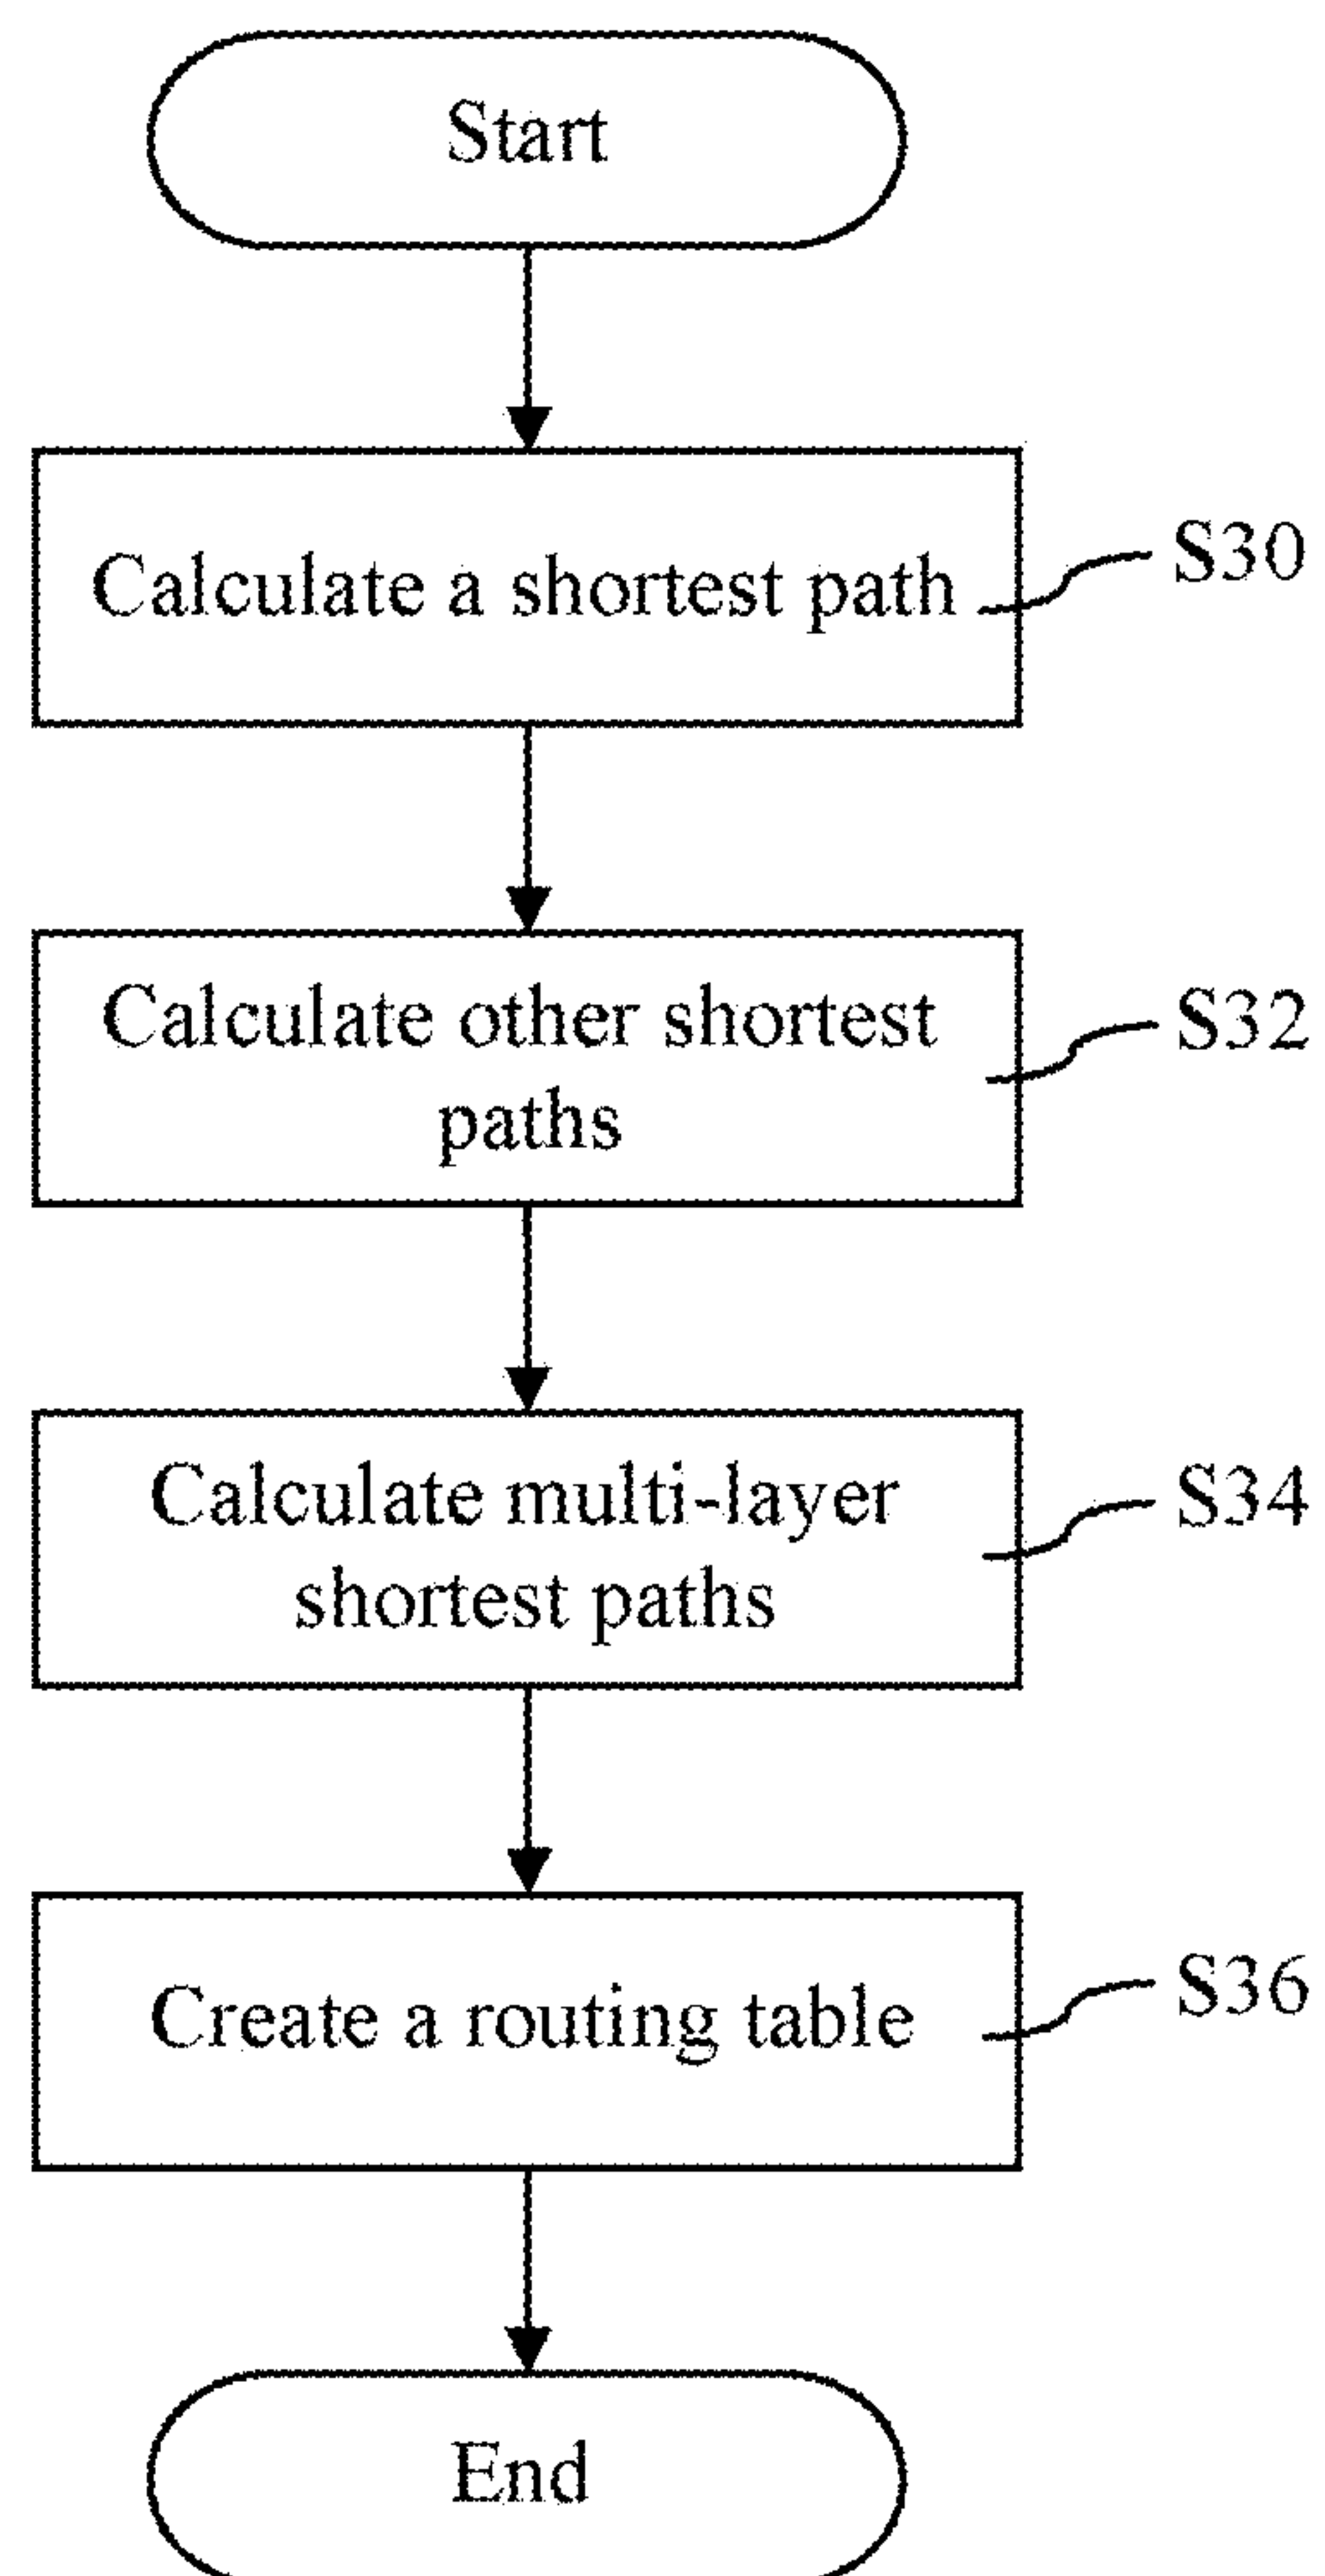 Start
Calculate a shortest path
S30
Calculate other shortest
paths
S32
Calculate multi-layer
shortest paths
S34
Create a routing table
S36
End